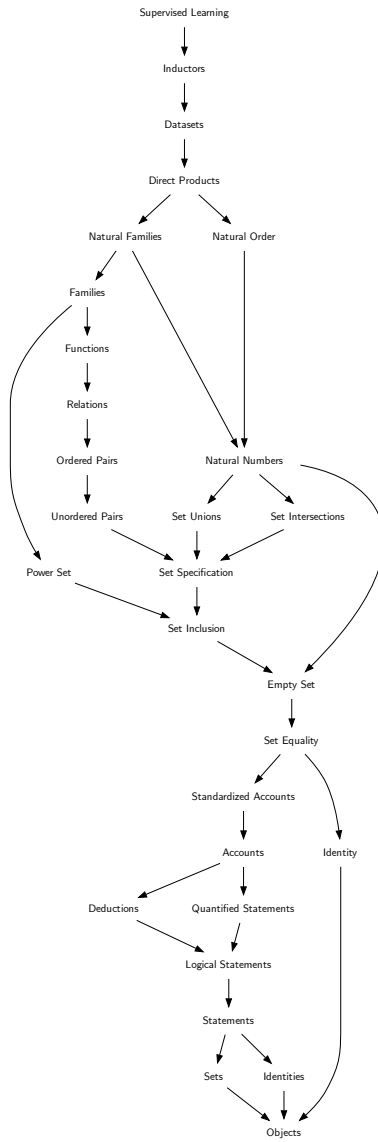 Supervised Learning
Inductors
Datasets
Direct Products
Natural Families
Natural Order
Families
Functions
Relations
Ordered Pairs
Natural Numbers
Unordered Pairs
Set Unions
Set Intersections
Power Set
Set Specification
Set Inclusion
Empty Set
Set Equality
Standardized Accounts
Accounts
Identity
Deductions
Quantified Statements
Logical Statements
Statements
Sets
Identities
Objects